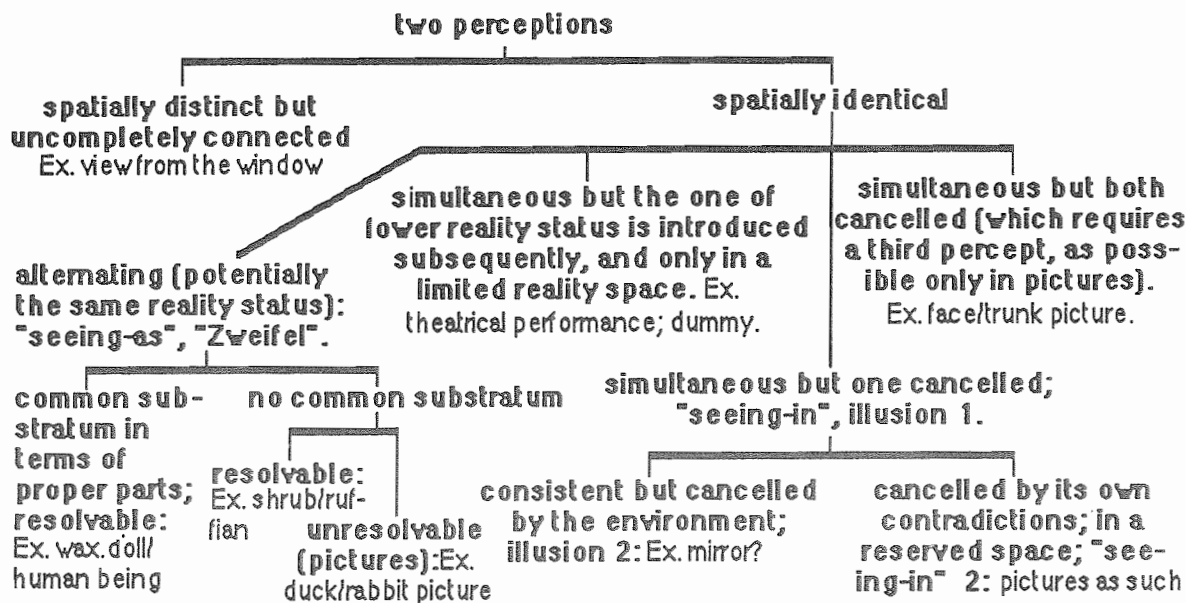 two perceptions
spatially distinct but
uncompletely connected
Ex. view from the window
spatially identical
alternating (potentially
the same reality status):
"seeing-as", "Zweifel".
simultaneous but the one of
lower reality status is introduced
subsequently, and only in a
limited reality space. Ex.
theatrical performance; dummy.
simultaneous but both
cancelled (which requires
a third percept, as poss-
ible only in pictures).
Ex. face/trunk picture.
common sub-
stratum in
terms of
proper parts;
resolvable:
Ex. wax. doll/
human being
no common substratum
resolvable:
Ex. shrub/ruf-
fian
unresolvable
(pictures):Ex.
duck/rabbit picture
simultaneous but one cancelled;
"seeing-in", illusion 1.
consistent but cancelled
by the environment;
illusion 2: Ex. mirror?
cancelled by its own
contradictions; in a
reserved space; "see-
ing-in" 2: pictures as such